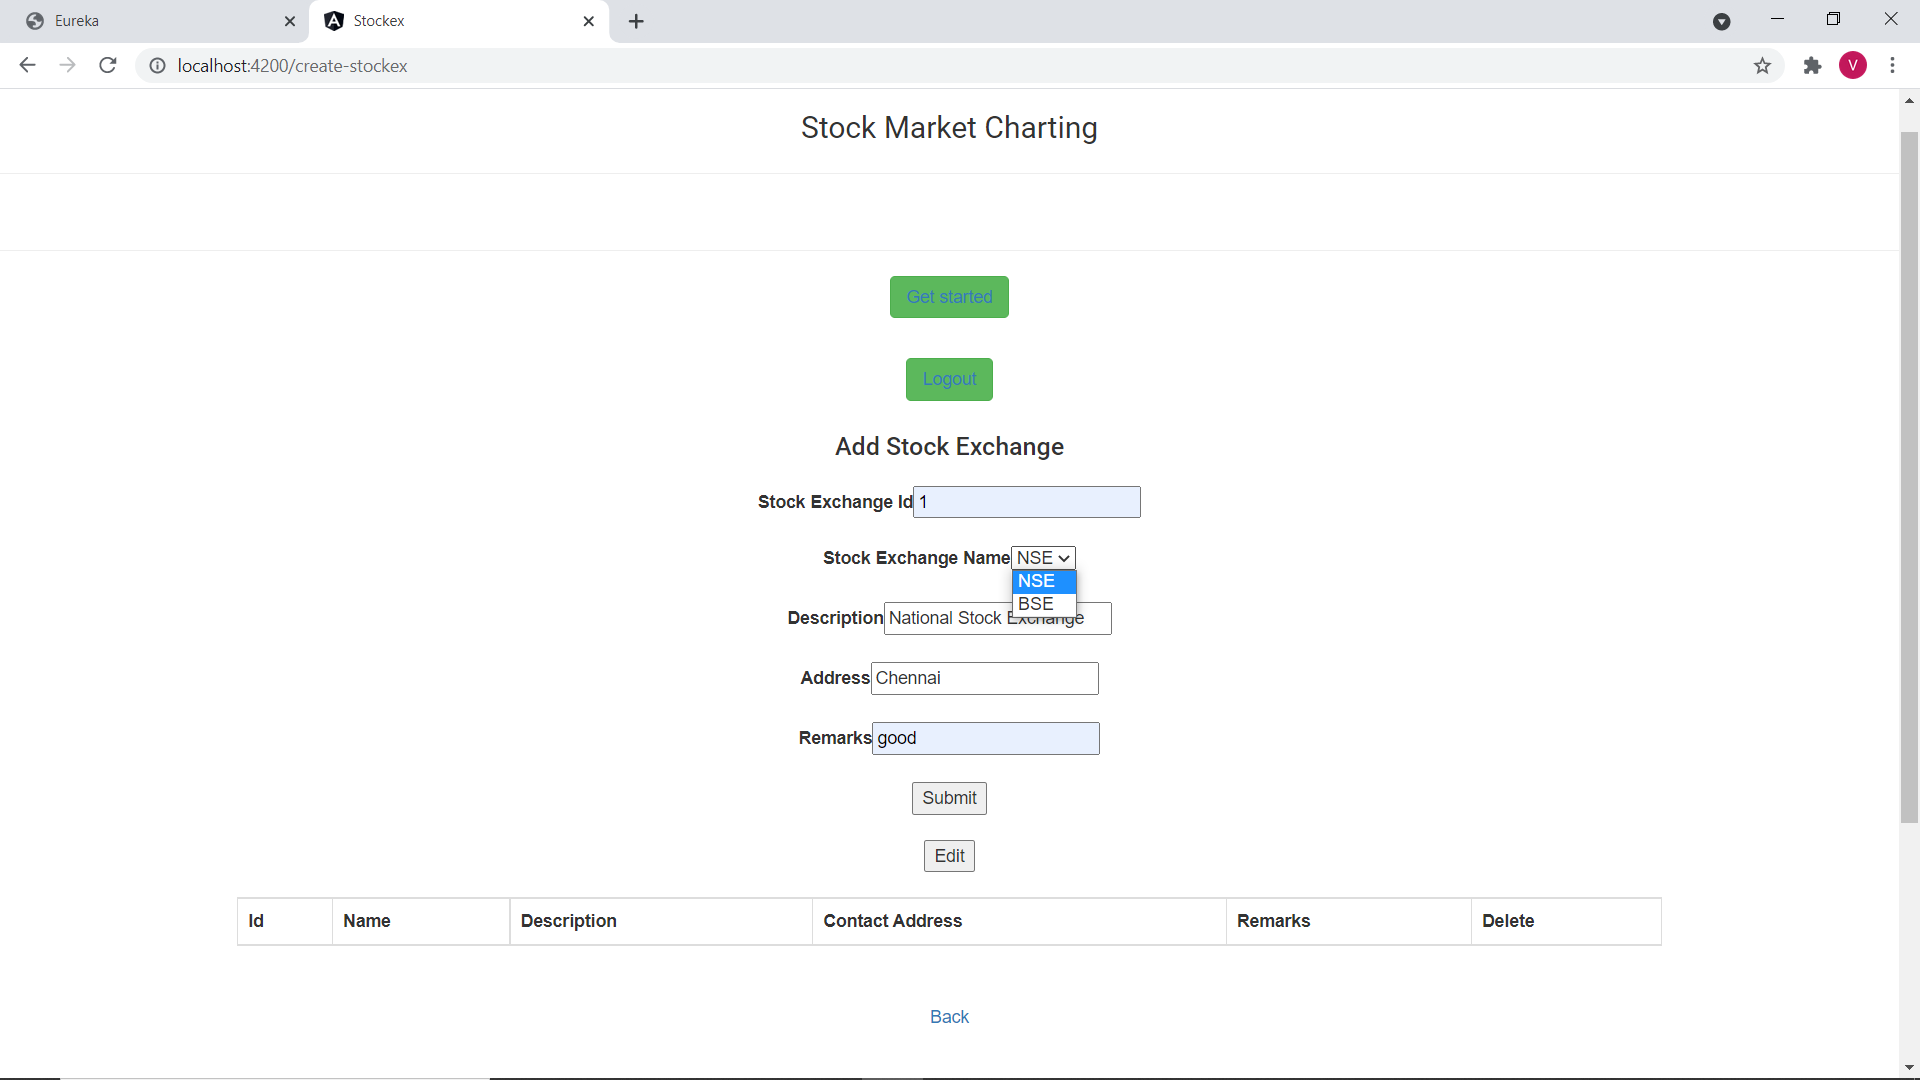 Eureka
Stockex
localhost:4200/create-stockex
V
Stock Market Charting
Get started
Logout
Add Stock Exchange
Stock Exchange Id 1
Stock Exchange Name NSE
NSE
BSE
Description National Stock Exchange
Address Chennai
Remarks good
Submit
Edit
Id Name Description Contact Address Remarks Delete
Back